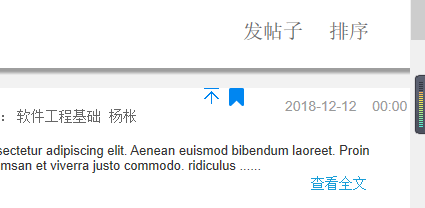 发帖子 排序
2018-12-12 00:00
： 软件工程基础 杨枨
sectetur adipiscing elit. Aenean euismod bibendum laoreet. Proin
msan et viverra justo commodo. ridiculus ......
查看全文